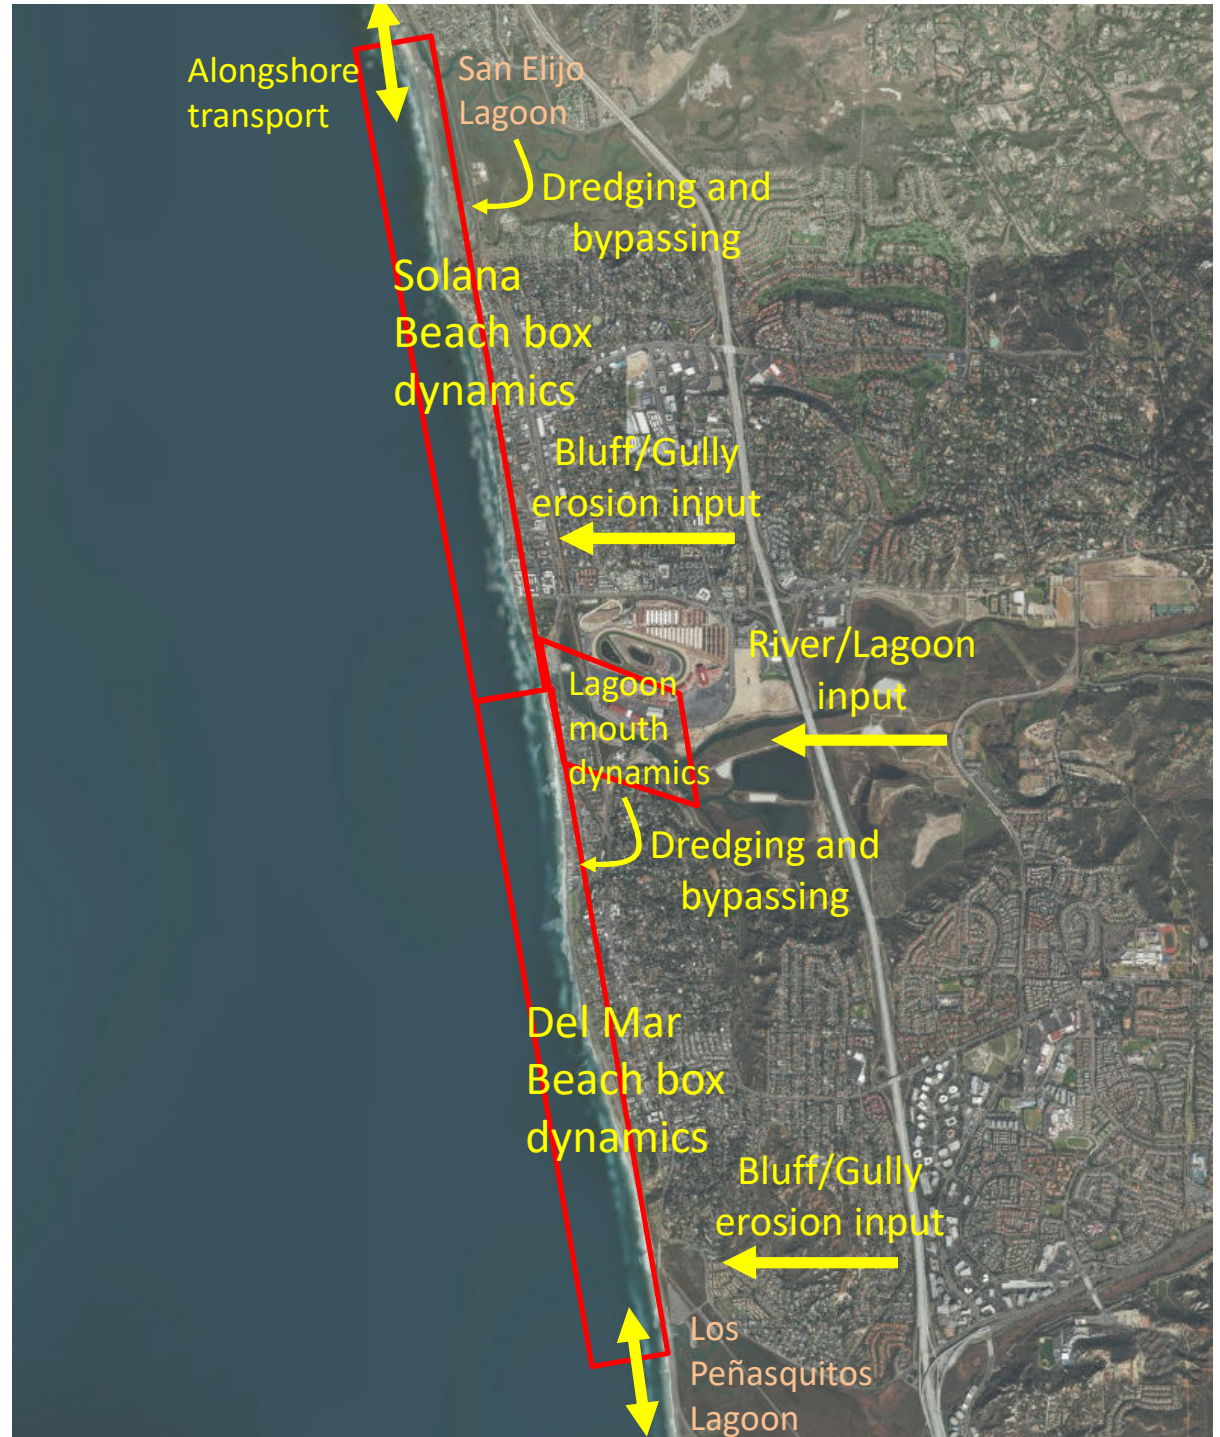 Alongshore
transport
San Elijo
Lagoon
Dredging and
bypassing
Solana
Beach box
dynamics
Bluff/Gully
erosion input
River/Lagoon
input
Lagoon
mouth
dynamics
Dredging and
bypassing
Del Mar
Beach box
dynamics
Bluff/Gully
erosion input
Los
Peñasquitos
Lagoon